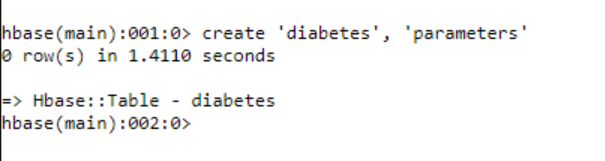 hbase(main):001:0> create 'diabetes', 'parameters'
0 row(s) in 1.4110 seconds
=> Hbase::Table - diabetes
hbase(main):002:0>